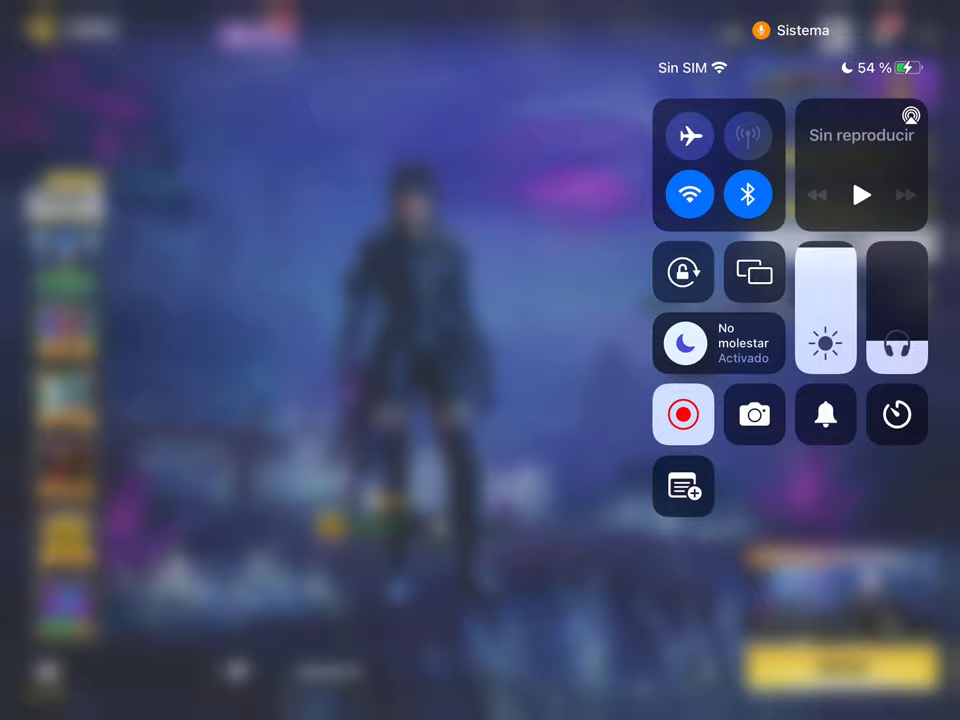 Sistema
Sin SIM
54 %
Sin reproducir
No
molestar
Activado